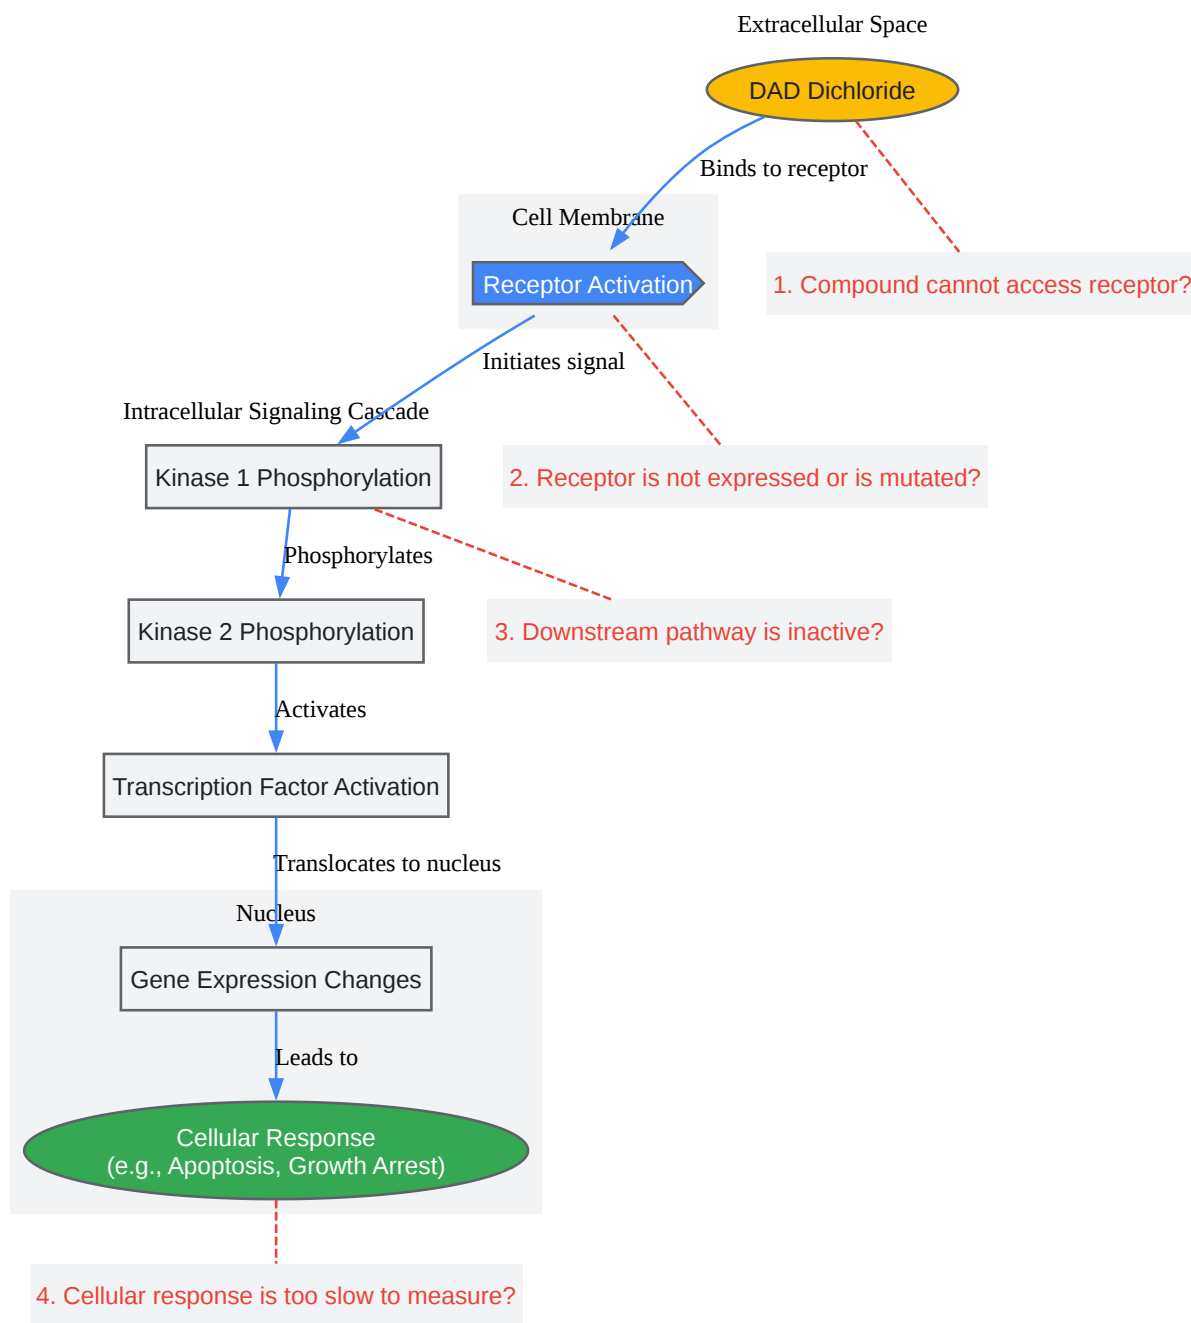 Extracellular Space
DAD Dichloride
Binds to receptor
Cell Membrane
Receptor Activation
1. Compound cannot access receptor?
Initiates signal
Intracellular Signaling Cascade
Kinase 1 Phosphorylation
2. Receptor is not expressed or is mutated?
Phosphorylates
Kinase 2 Phosphorylation
3. Downstream pathway is inactive?
Activates
Transcription Factor Activation
Translocates to nucleus
Nucleus
Gene Expression Changes
Leads to
Cellular Response
(e.g., Apoptosis, Growth Arrest)
4. Cellular response is too slow to measure?